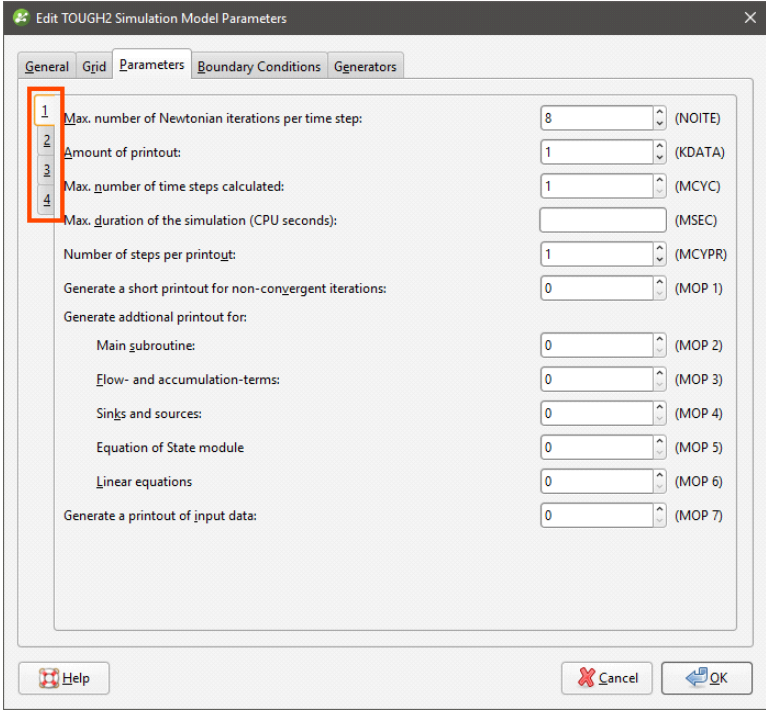 Edit TOUGH2 Simulation Model Parameters
General Grid Parameters Boundary Conditions Generators
1
2
3
4
Max. number of Newtonian iterations per time step: 8 (NOITE)
Amount of printout: 1 (KDATA)
Max. number of time steps calculated: 1 (MCYC)
Max. duration of the simulation (CPU seconds): (MSEC)
Number of steps per printout: 1 (MCYPR)
Generate a short printout for non-convergent iterations: 0 (MOP 1)
Generate addtional printout for:
Main subroutine: 0 (MOP 2)
Flow- and accumulation-terms: 0 (MOP 3)
Sinks and sources: 0 (MOP 4)
Equation of State module 0 (MOP 5)
Linear equations 0 (MOP 6)
Generate a printout of input data: 0 (MOP 7)
Help Cancel OK